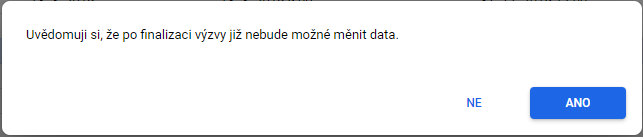 Uvědomuji si, že po finalizaci výzvy již nebude možné měnit data.
NE
ANO